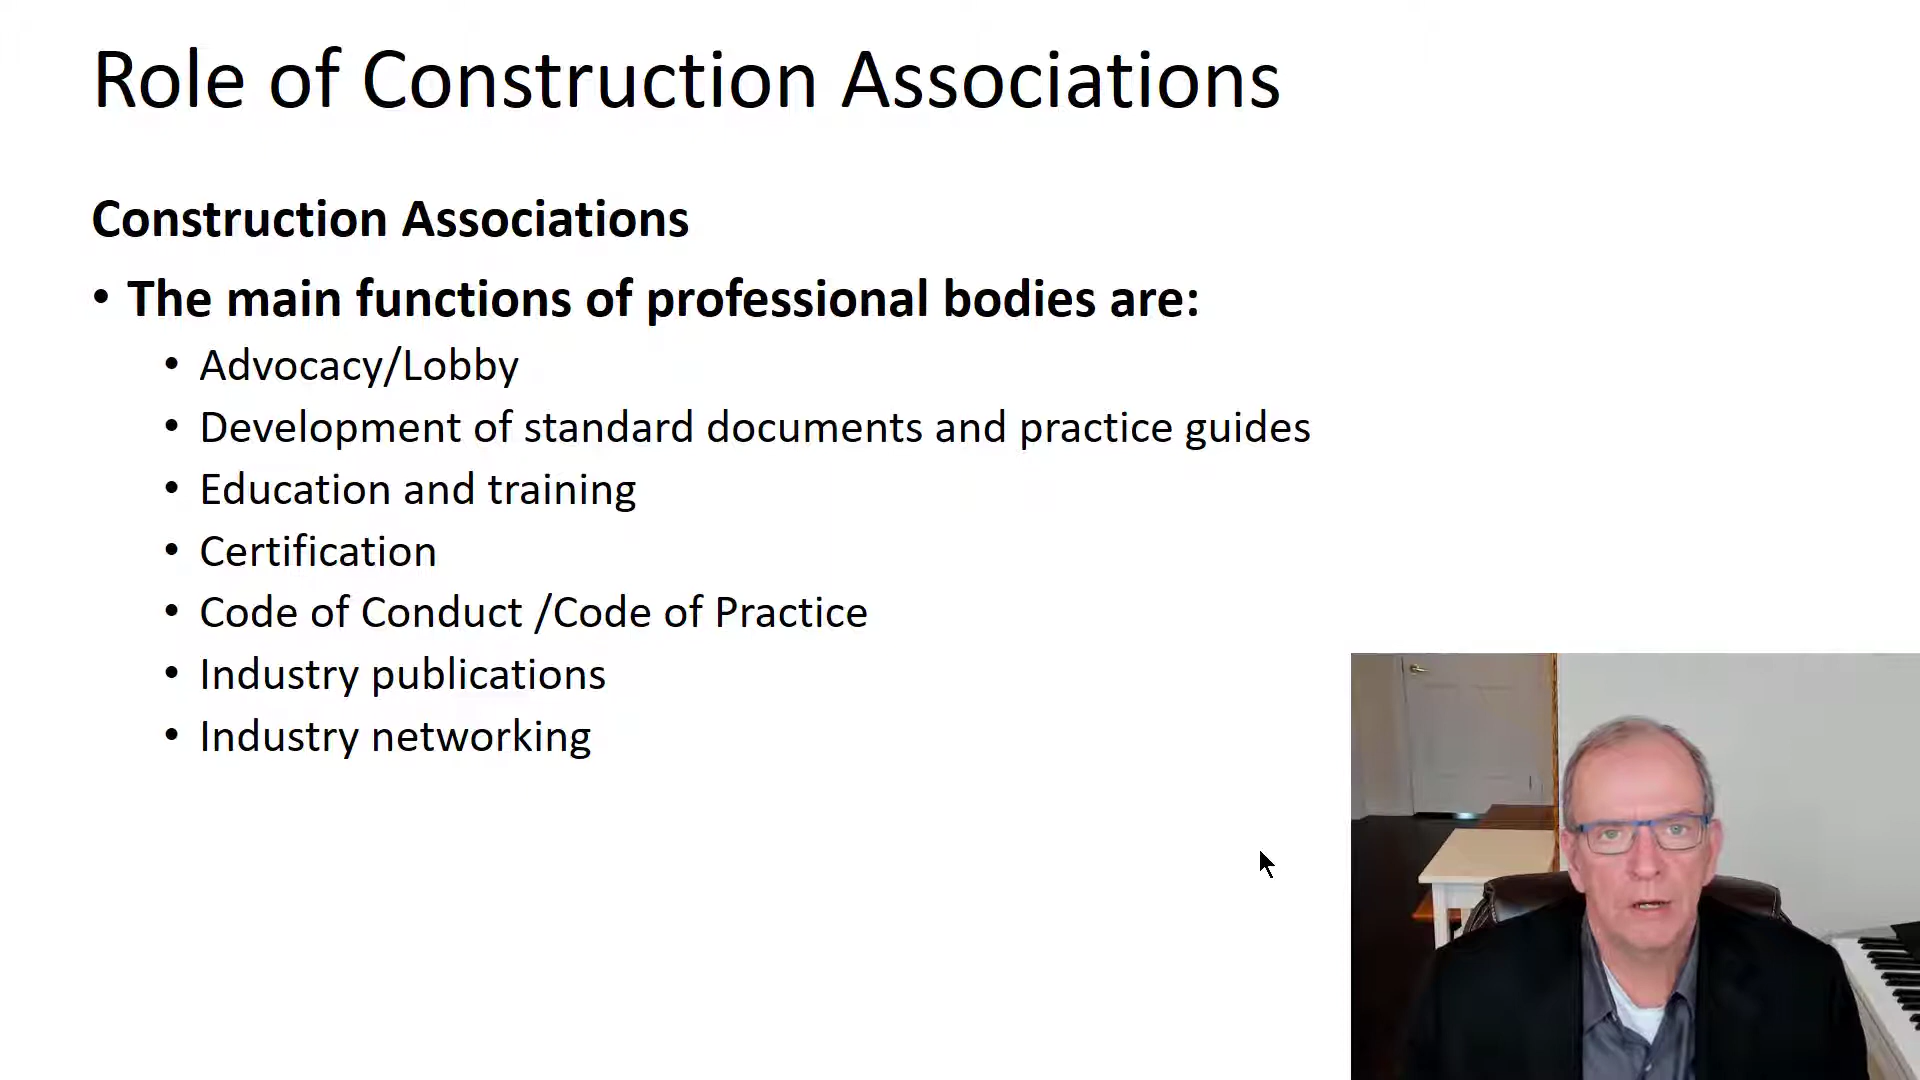 Role of Construction Associations
Construction Associations
• The main functions of professional bodies are:
• Advocacy/Lobby
• Development of standard documents and practice guides
• Education and training
• Certification
• Code of Conduct /Code of Practice
• Industry publications
• Industry networking